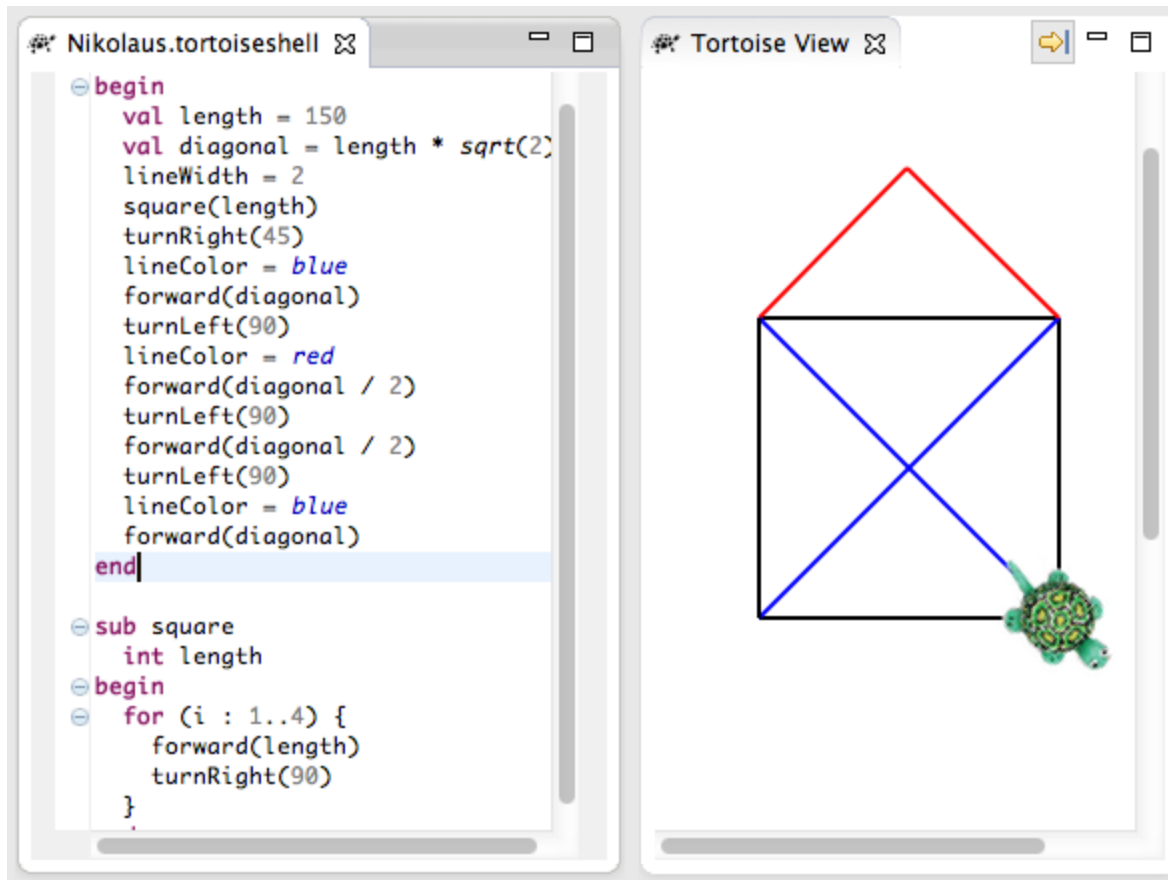 Nikolaus.tortoiseshell
begin
  val length = 150
  val diagonal = length * sqrt(2)
  lineWidth = 2
  square(length)
  turnRight(45)
  lineColor = blue
  forward(diagonal)
  turnLeft(90)
  lineColor = red
  forward(diagonal / 2)
  turnLeft(90)
  forward(diagonal / 2)
  turnLeft(90)
  lineColor = blue
  forward(diagonal)
end
sub square
  int length
begin
  for (i : 1..4) {
    forward(length)
    turnRight(90)
  }
Tortoise View